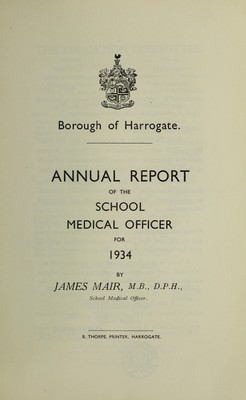 Borough of Harrogate.
ANNUAL REPORT
OF THE
SCHOOL
MEDICAL OFFICER
FOR
1934
BY
JAMES MAIR, M.B., D.P.H.,
School Medical Officer.
R. THORPE, PRINTER, HARROGATE.